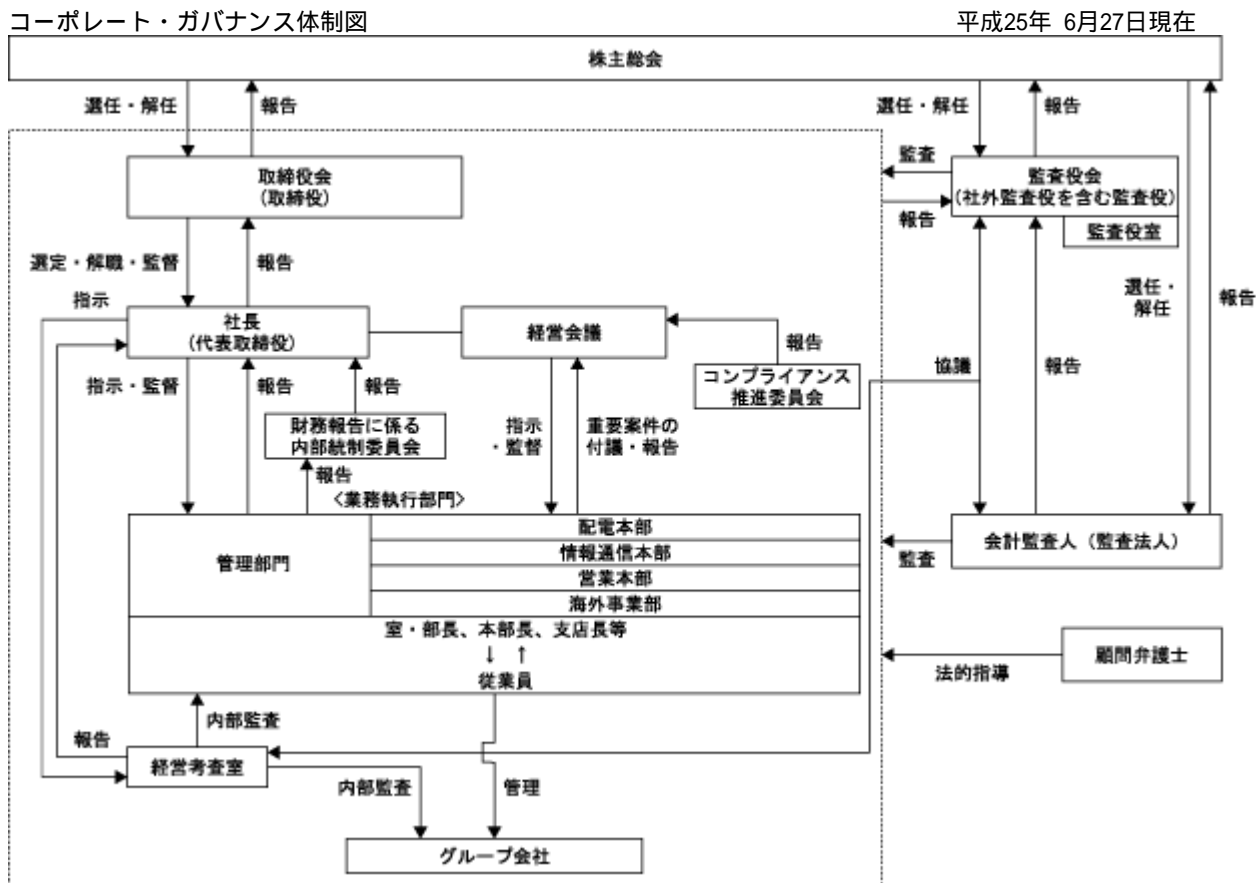 コーポレート・ガバナンス体制図
平成25年 6月27日現在
株主総会
選任・解任
報告
選任・解任
報告
取締役会
(取締役)
監査
監査役会
(社外監査役を含む監査役)
報告
監査役室
選定・解職・監督
報告
選任・
解任
報告
指示
社長
(代表取締役)
経営会議
報告
コンプライアンス
推進委員会
指示・監督
報告
報告
協議
報告
財務報告に係る
内部統制委員会
指示
・監督
重要案件の
付議・報告
報告
〈業務執行部門〉
管理部門
配電本部
情報通信本部
営業本部
海外事業部
監査
会計監査人（監査法人）
室・部長、本部長、支店長等
↓ ↑
従業員
法的指導
顧問弁護士
内部監査
報告
経営考査室
内部監査
管理
グループ会社